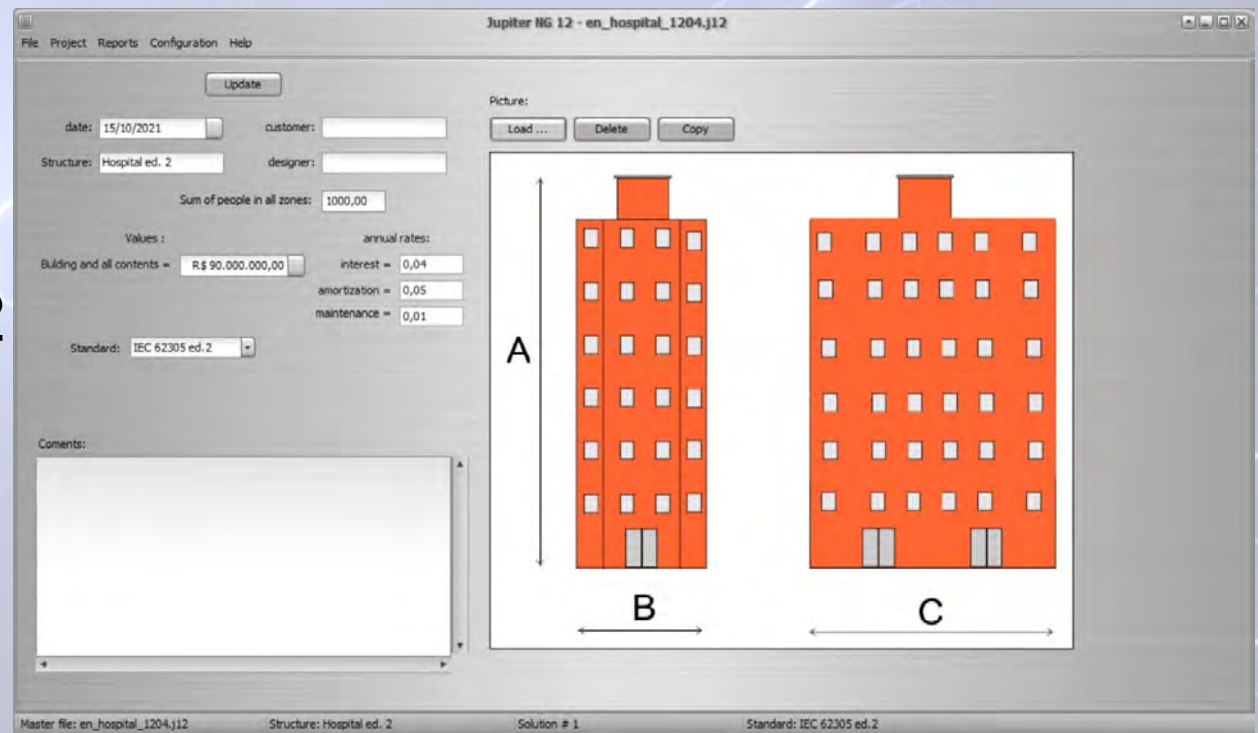 Jupiter NG 12 - en_hospital_1204.j12
File Project Reports Configuration Help
Update
date: 15/10/2021 customer:
Structure: Hospital ed. 2 designer:
Sum of people in all zones: 1000,00
Values : annual rates:
Bulding and all contents = R$ 90.000.000,00 interest = 0,04
amortization = 0,05
maintenance = 0,01
Standard: IEC 62305 ed.2
Coments:
Picture:
Load ... Delete Copy
A
B C
Master file: en_hospital_1204.j12 Structure: Hospital ed. 2 Solution # 1 Standard: IEC 62305 ed.2